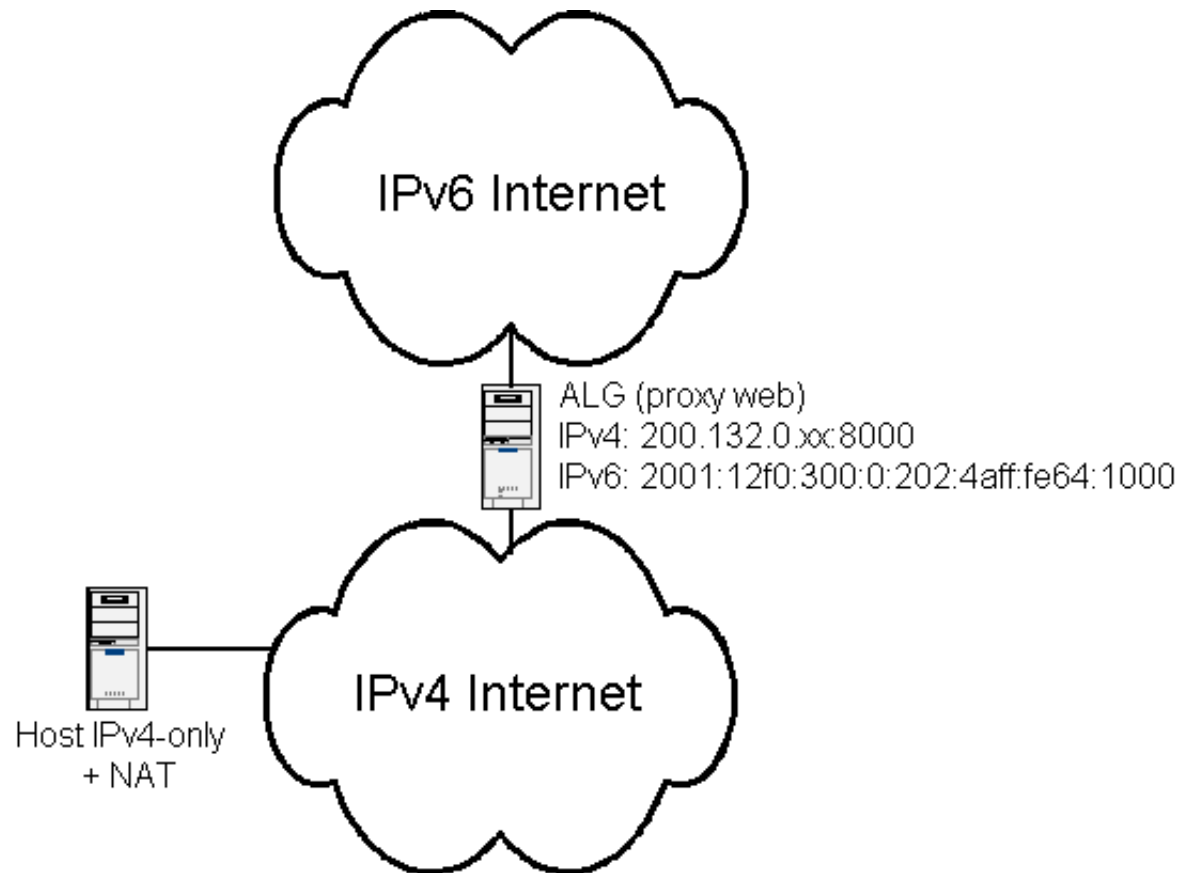 IPv6 Internet
ALG (proxy web)
IPv4: 200.132.0.xx:8000
IPv6: 2001:12f0:300:0:202:4aff:fe64:1000
IPv4 Internet
Host IPv4-only
+ NAT